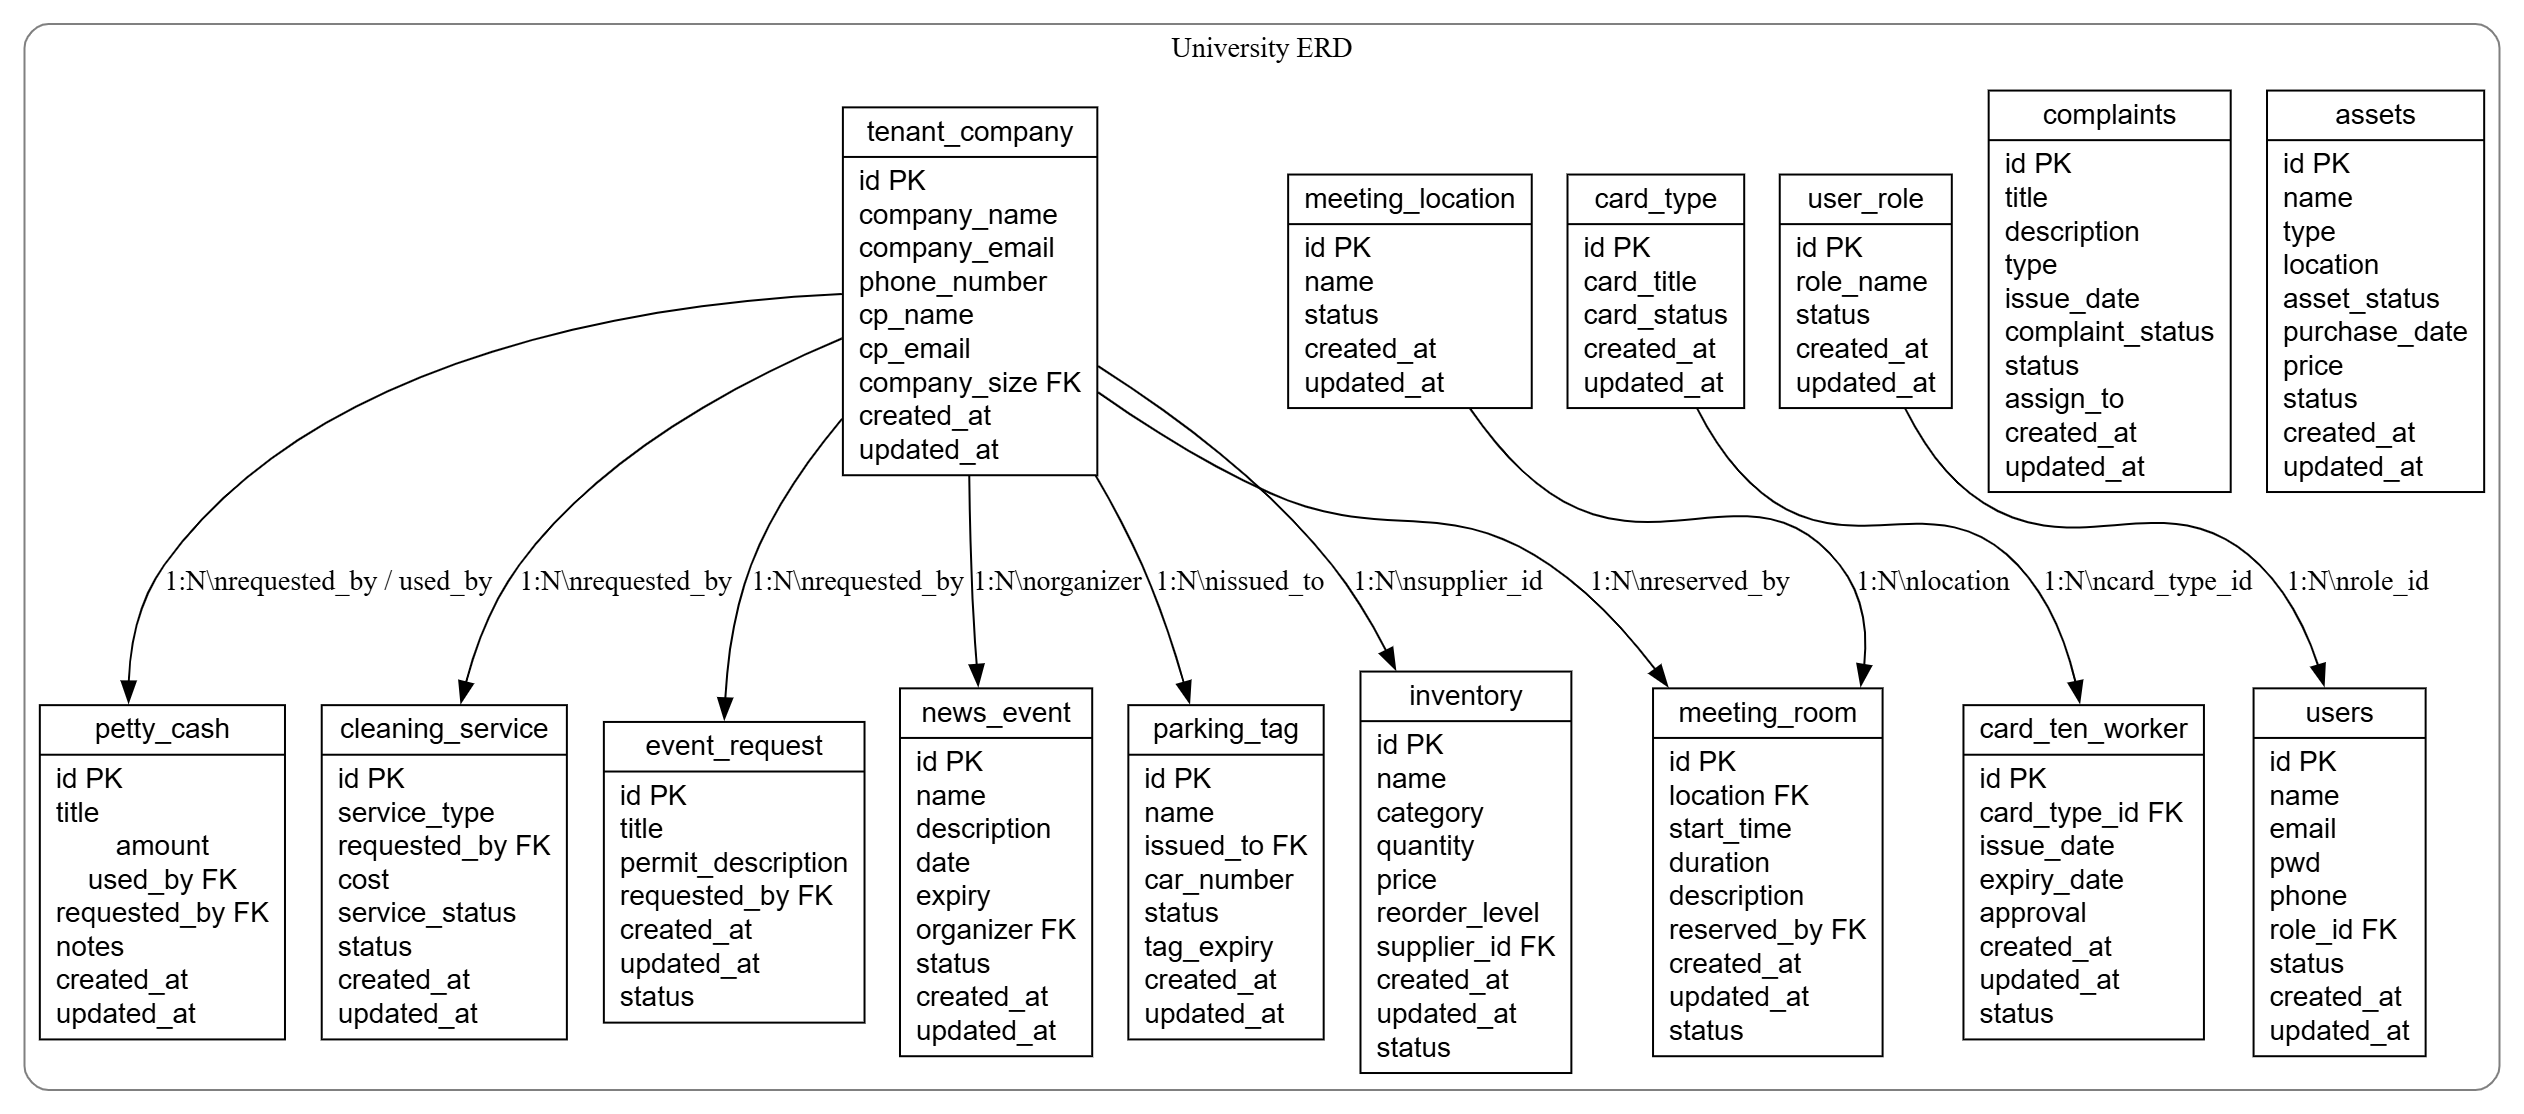 University ERD
tenant_company
id PK
company_name
company_email
phone_number
cp_name
cp_email
company_size FK
created_at
updated_at
meeting_location
id PK
name
status
created_at
updated_at
card_type
id PK
card_title
card_status
created_at
updated_at
user_role
id PK
role_name
status
created_at
updated_at
complaints
id PK
title
description
type
issue_date
complaint_status
status
assign_to
created_at
updated_at
assets
id PK
name
type
location
asset_status
purchase_date
price
status
created_at
updated_at
1:N\nrequested_by / used_by
1:N\nrequested_by
1:N\nrequested_by
1:N\norganizer
1:N\nissued_to
1:N\nsupplier_id
1:N\nreserved_by
1:N\nlocation
1:N\ncard_type_id
1:N\nrole_id
petty_cash
id PK
title
amount
used_by FK
requested_by FK
notes
created_at
updated_at
cleaning_service
id PK
service_type
requested_by FK
cost
service_status
status
created_at
updated_at
event_request
id PK
title
permit_description
requested_by FK
created_at
updated_at
status
news_event
id PK
name
description
date
expiry
organizer FK
status
created_at
updated_at
parking_tag
id PK
name
issued_to FK
car_number
status
tag_expiry
created_at
updated_at
inventory
id PK
name
category
quantity
price
reorder_level
supplier_id FK
created_at
updated_at
status
meeting_room
id PK
location FK
start_time
duration
description
reserved_by FK
created_at
updated_at
status
card_ten_worker
id PK
card_type_id FK
issue_date
expiry_date
approval
created_at
updated_at
status
users
id PK
name
email
pwd
phone
role_id FK
status
created_at
updated_at